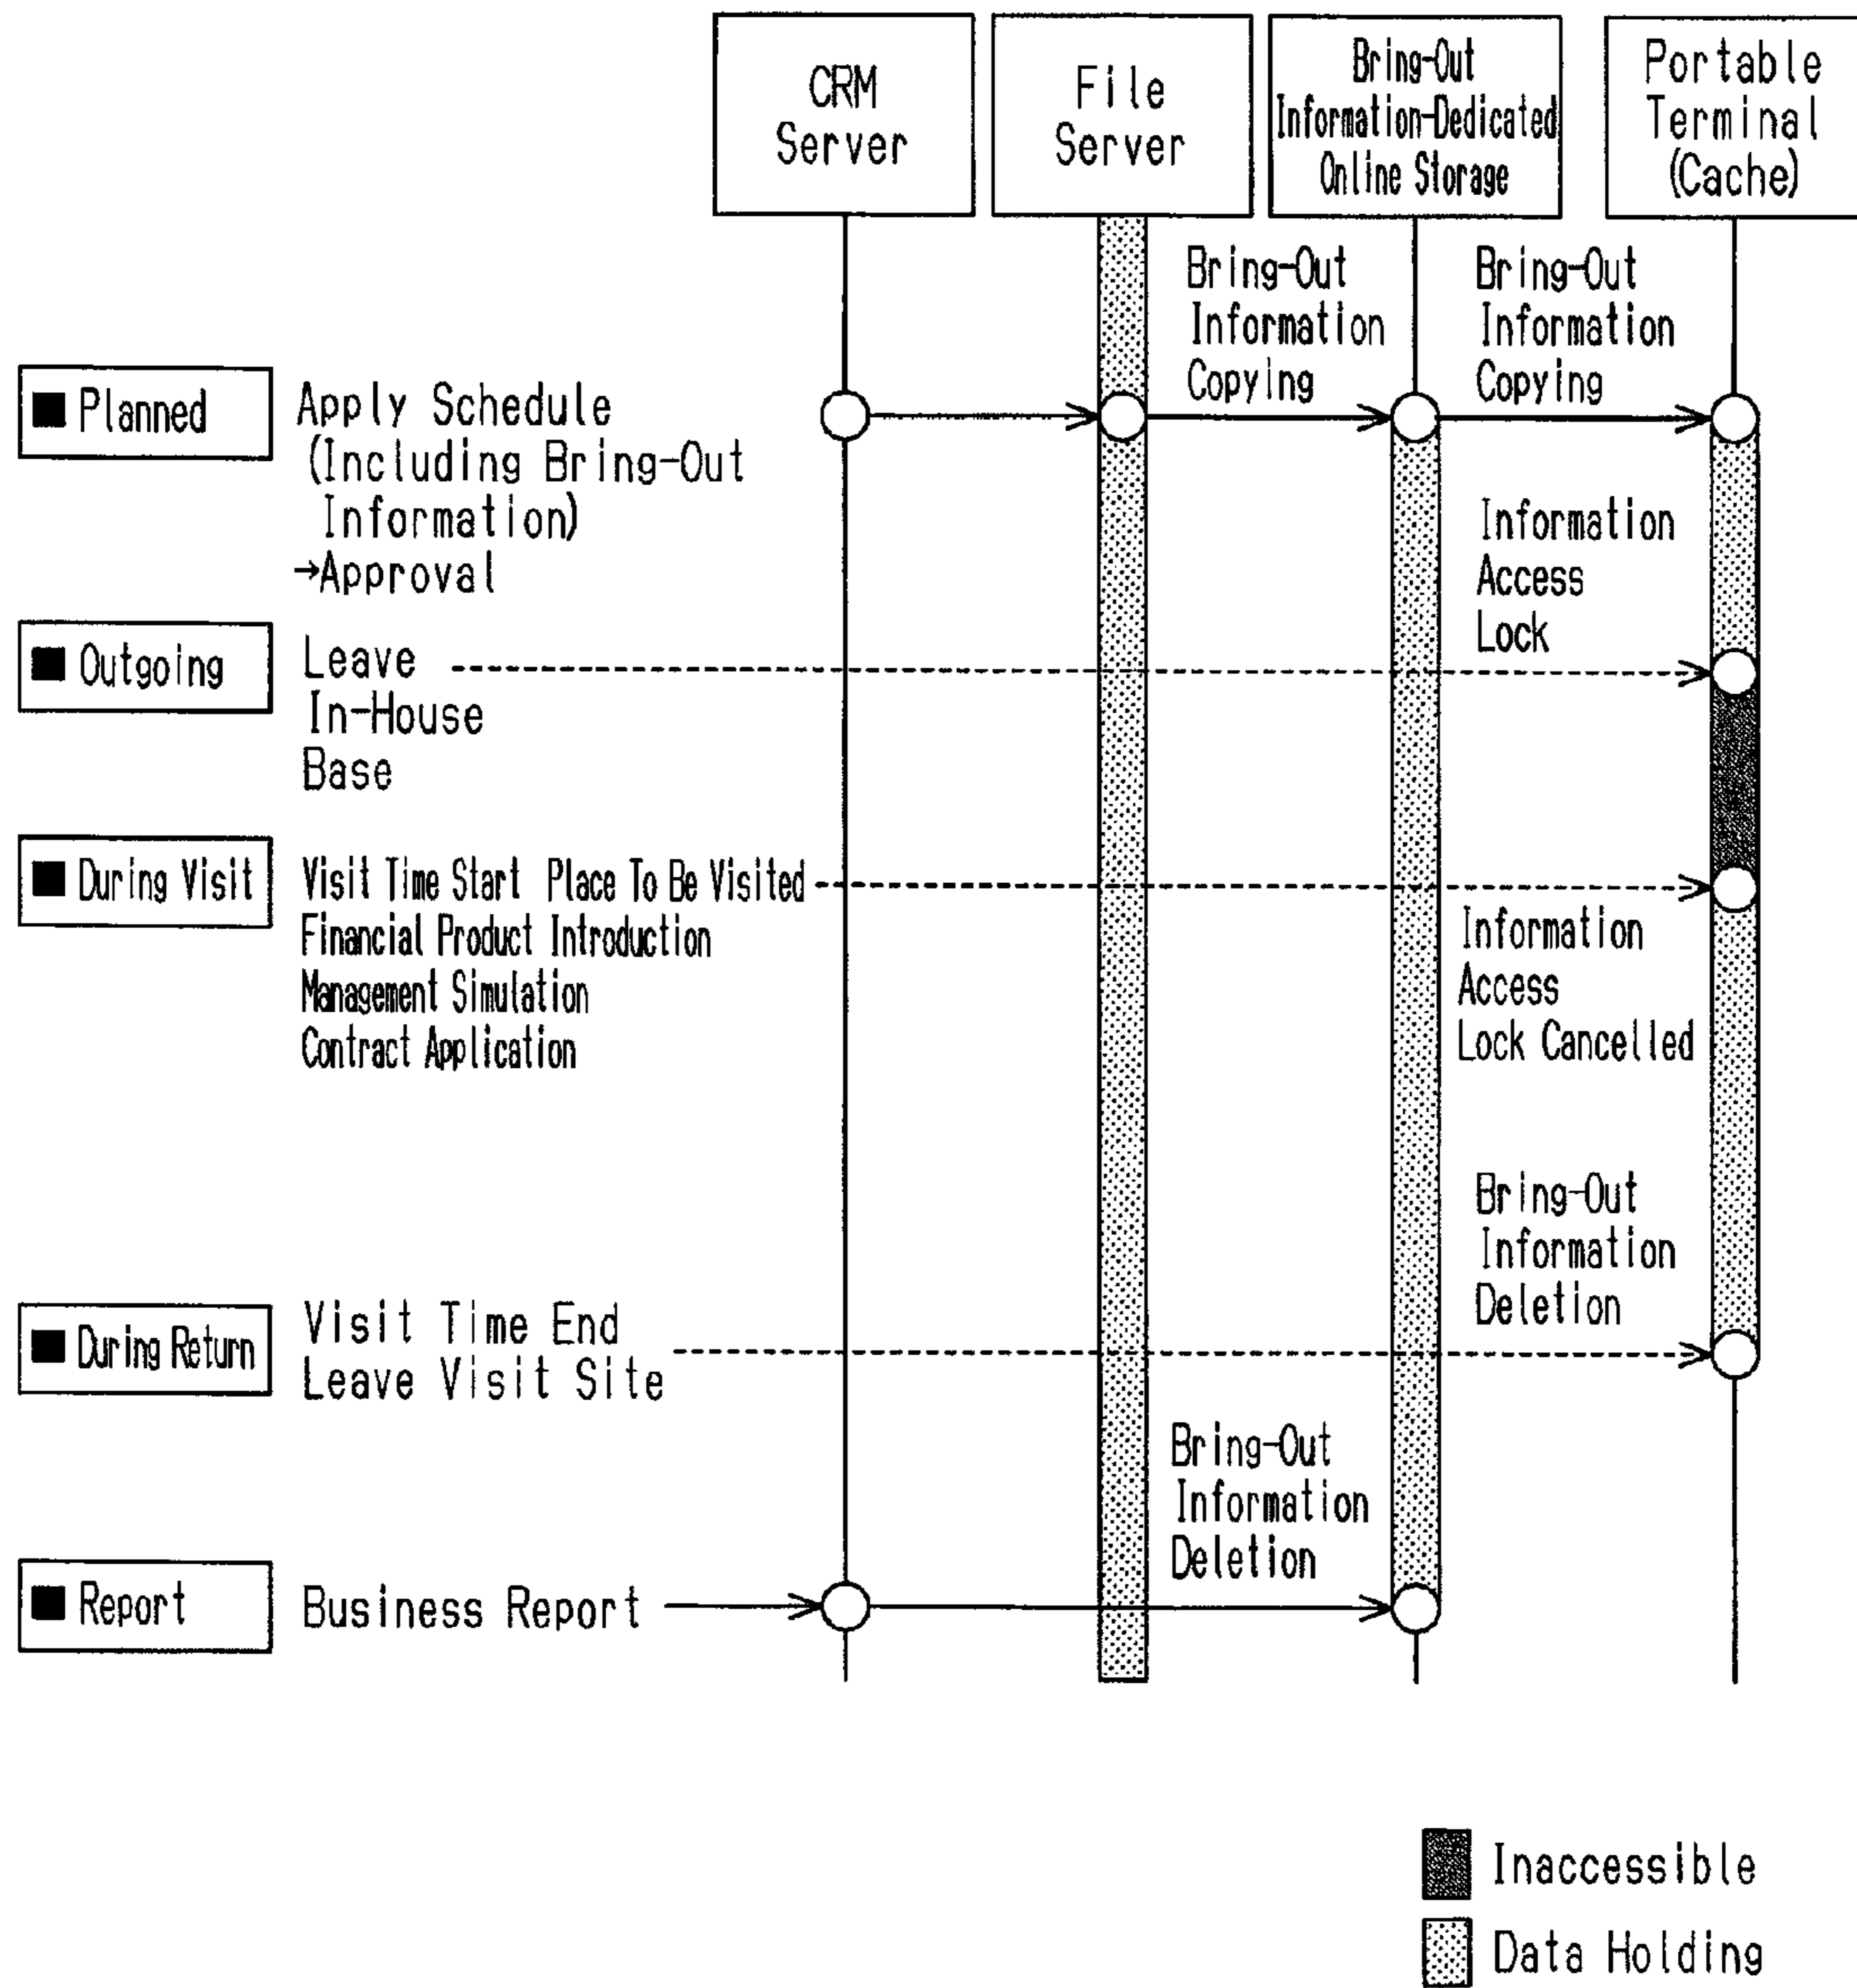 CRM
Server
File
Server
Bring-Out
Information-Dedicated
Online Storage
Portable
Terminal
(Cache)
Bring-Out
Information
Copying
Bring-Out
Information
Copying
■ Planned
Apply Schedule
(Including Bring-Out
Information)
→Approval
Information
Access
Lock
■ Outgoing
Leave
In-House
Base
■ During Visit
Visit Time Start Place To Be Visited
Financial Product Introduction
Management Simulation
Contract Application
Information
Access
Lock Cancelled
Bring-Out
Information
Deletion
■ During Return
Visit Time End
Leave Visit Site
Bring-Out
Information
Deletion
■ Report
Business Report
Inaccessible
Data Holding